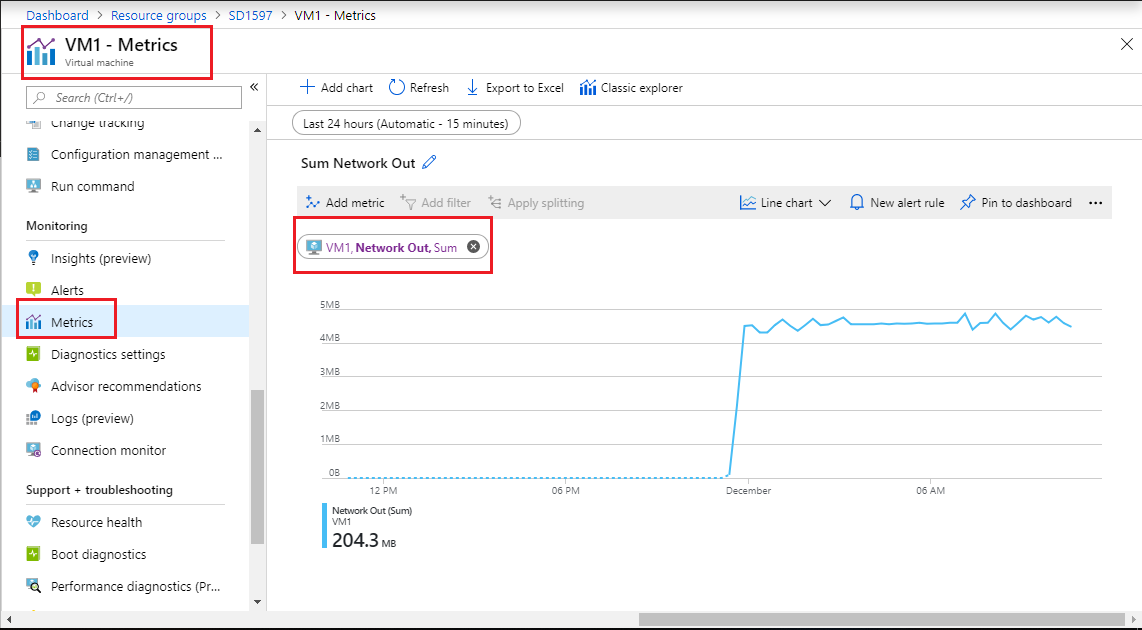 Dashboard > Resource groups > SD1597 > VM1 - Metrics
VM1 - Metrics
Virtual machine
Search (Ctrl+/)
«
Change tracking
Configuration management ...
Run command
Monitoring
Insights (preview)
Alerts
Metrics
Diagnostics settings
Advisor recommendations
Logs (preview)
Connection monitor
Support + troubleshooting
Resource health
Boot diagnostics
Performance diagnostics (Pr...
Add chart Refresh Export to Excel Classic explorer
Last 24 hours (Automatic - 15 minutes)
Sum Network Out
Add metric Add filter Apply splitting Line chart New alert rule Pin to dashboard ...
VM1, Network Out, Sum
5MB
4MB
3MB
2MB
1MB
0B
12 PM 06 PM December 06 AM
Network Out (Sum)
VM1
204.3 MB